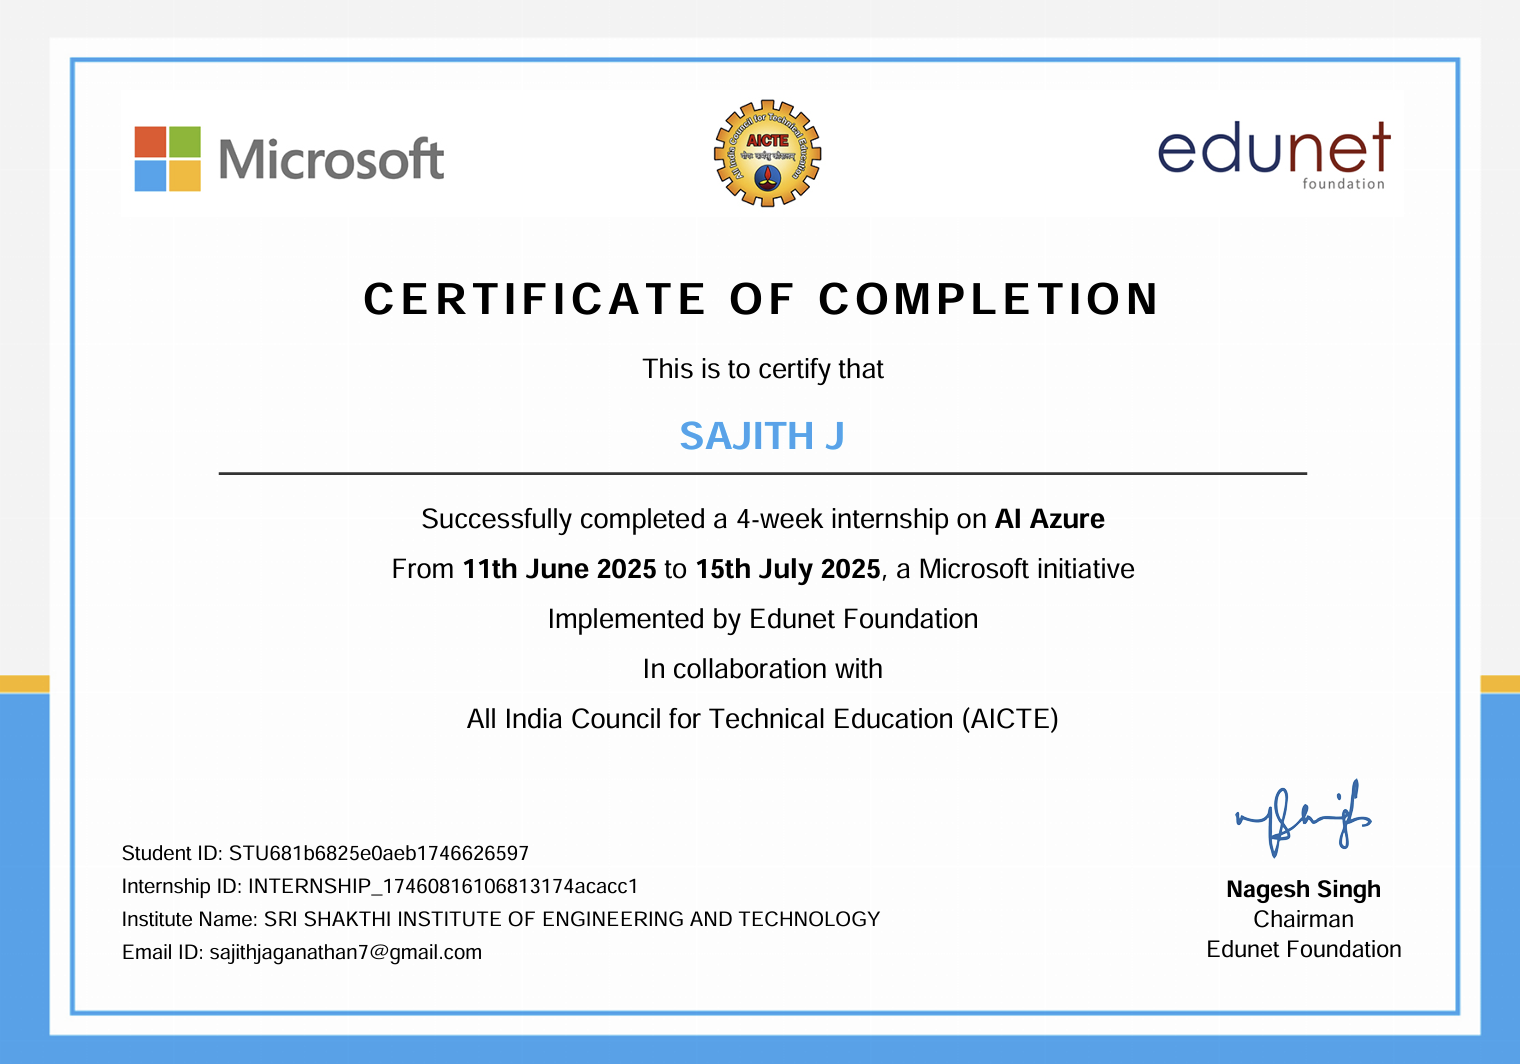 Microsoft
All India Council for Technical Education
AICTE
edunet
foundation
CERTIFICATE OF COMPLETION
This is to certify that
SAJITH J
Successfully completed a 4-week internship on AI Azure
From 11th June 2025 to 15th July 2025, a Microsoft initiative
Implemented by Edunet Foundation
In collaboration with
All India Council for Technical Education (AICTE)
Student ID: STU681b6825e0aeb1746626597
Internship ID: INTERNSHIP_17460816106813174acacc1
Institute Name: SRI SHAKTHI INSTITUTE OF ENGINEERING AND TECHNOLOGY
Email ID: sajithjaganathan7@gmail.com
Nagesh Singh
Chairman
Edunet Foundation